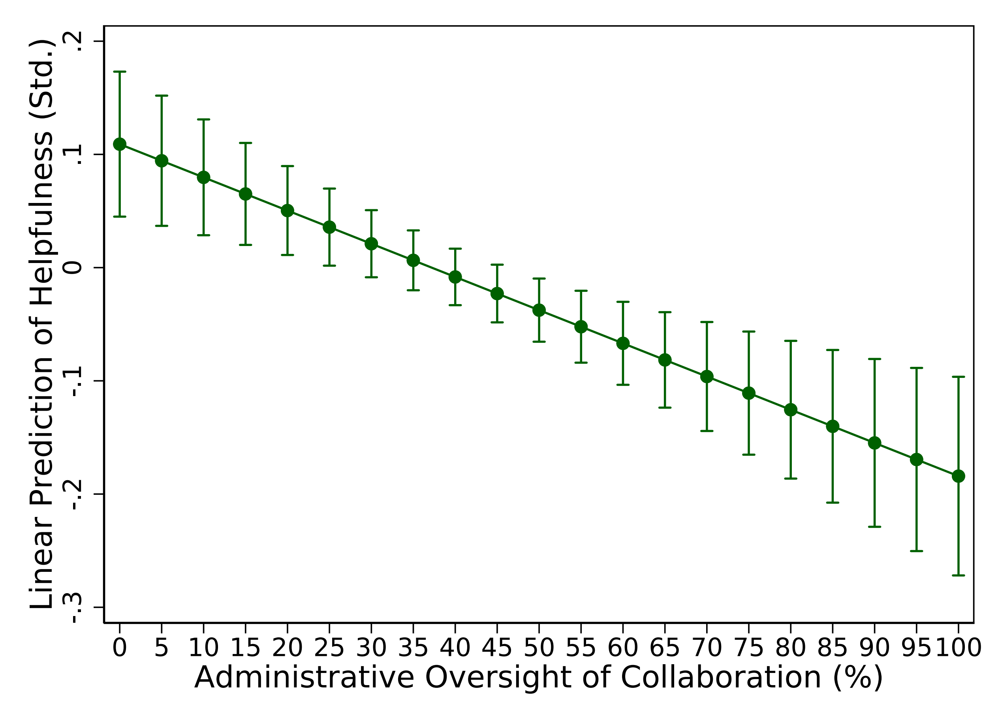 Linear Prediction of Helpfulness (Std.)
.2
.1
0
-.1
-.2
-.3
0 5 10 15 20 25 30 35 40 45 50 55 60 65 70 75 80 85 90 95 100
Administrative Oversight of Collaboration (%)